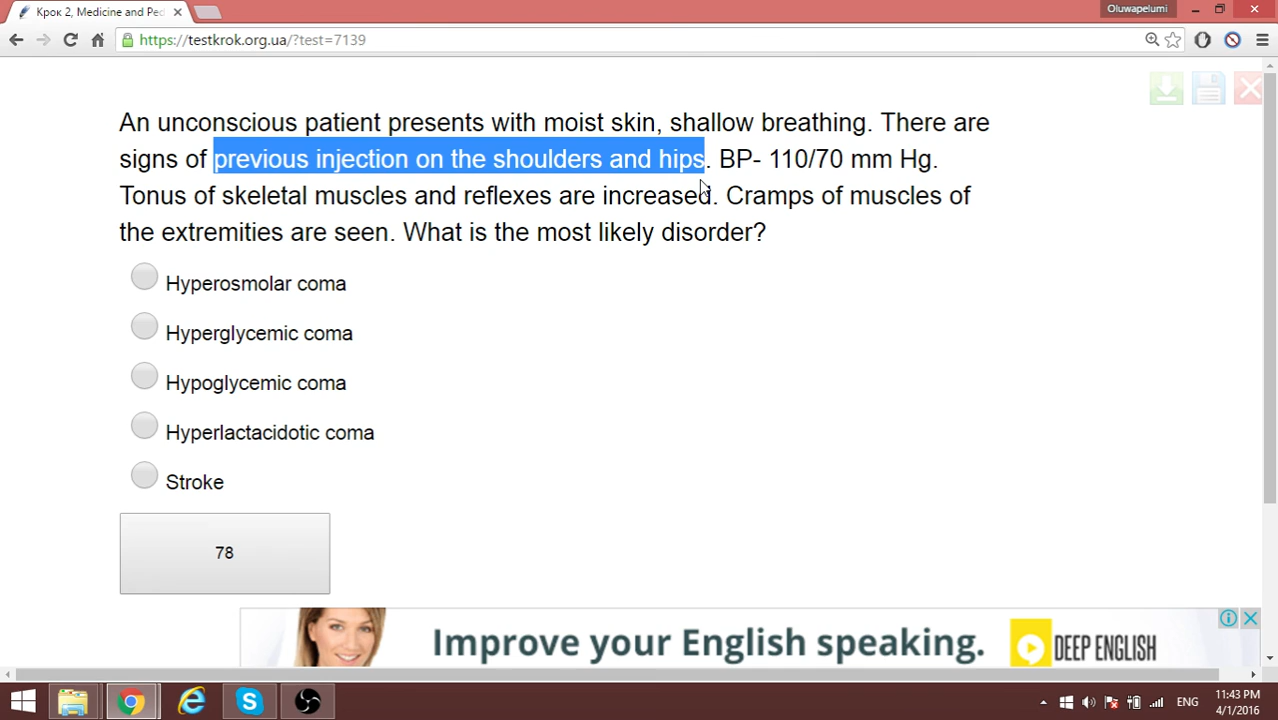 Oluwapelumi
Крок 2, Medicine and Ped
https://testkrok.org.ua/?test=7139
An unconscious patient presents with moist skin, shallow breathing. There are
signs of previous injection on the shoulders and hips. BP- 110/70 mm Hg.
Tonus of skeletal muscles and reflexes are increased. Cramps of muscles of
the extremities are seen. What is the most likely disorder?
Hyperosmolar coma
Hyperglycemic coma
Hypoglycemic coma
Hyperlactacidotic coma
Stroke
78
Improve your English speaking.
DEEP ENGLISH
ENG
11:43 PM
4/1/2016